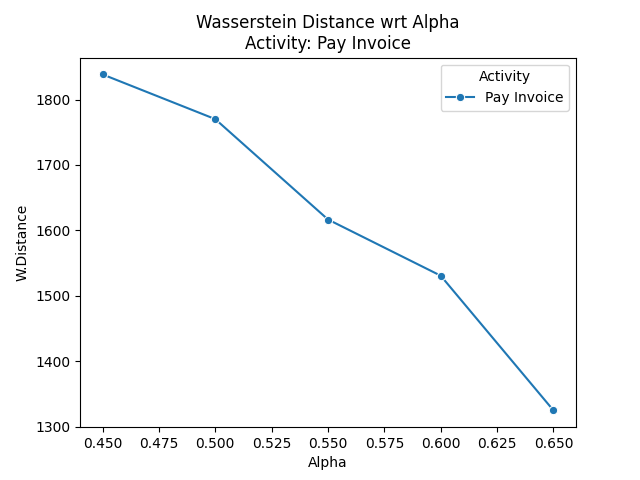 Wasserstein Distance wrt Alpha
Activity: Pay Invoice
Activity
Pay Invoice
W.Distance
1800
1700
1600
1500
1400
1300
0.450 0.475 0.500 0.525 0.550 0.575 0.600 0.625 0.650
Alpha